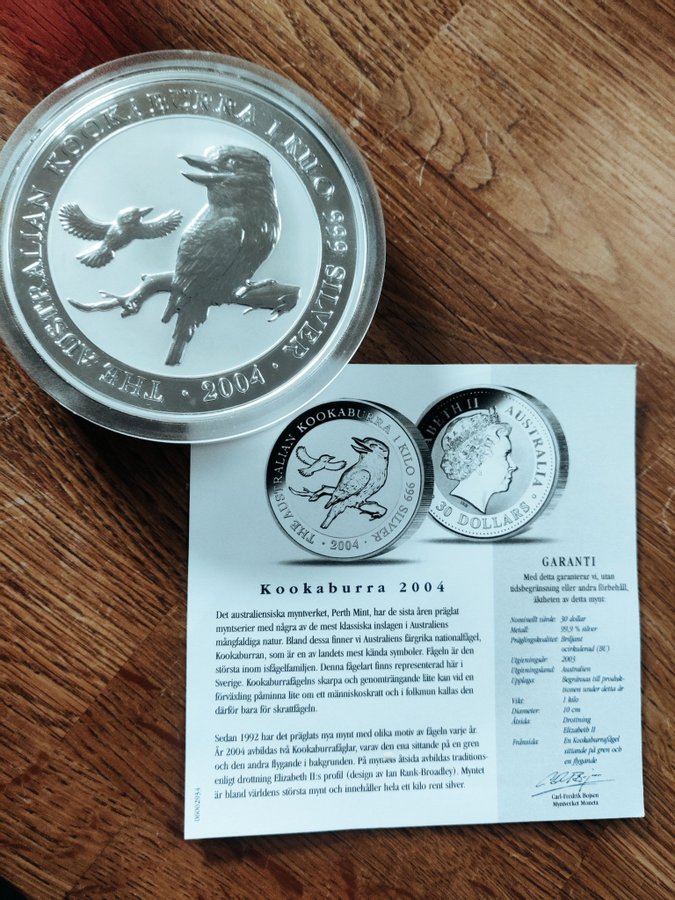 THE AUSTRALIAN KOOKABURRA 1 KILO 999 SILVER
· 2004 ·
THE AUSTRALIAN KOOKABURRA 1 KILO 999 SILVER
· 2004 ·
ABETH II AUSTRALIA
30 DOLLARS
Kookaburra 2004
Det australiensiska myntverket, Perth Mint, har de sista åren präglat
myntserier med några av de mest klassiska inslagen i Australiens
mångfaldiga natur. Bland dessa finner vi Australiens färgrika nationalfågel,
Kookaburran, som är en av landets mest kända symboler. Fågeln är den
största inom isfågelfamiljen. Denna fågelart finns representerad här i
Sverige. Kookaburrafågelns skarpa och genomträngande läte kan vid en
förväxling påminna lite om ett människoskratt och i folkmun kallas den
därför bara för skrattfågeln.
Sedan 1992 har det präglats nya mynt med olika motiv av fågeln varje år.
År 2004 avbildas två Kookaburrafåglar, varav den ena sittande på en gren
och den andra flygande i bakgrunden. På myntets åtsida avbildas traditions-
enligt drottning Elizabeth II:s profil (design av Ian Rank-Broadley). Myntet
är bland världens största mynt och innehåller hela ett kilo rent silver.
GARANTI
Med detta garanterar vi, utan
tidsbegränsning eller andra förbehåll,
äktheten av detta mynt
Nominellt värde: 30 dollar
Metall: 99,9 % silver
Präglingskvalitet: Briljant
ocirkulerad (BU)
Utgivningsår: 2003
Utgivningsland: Australien
Upplaga: Begränsas till produk-
tionen under detta år
Vikt: 1 kilo
Diameter: 10 cm
Åtsida: Drottning
Elizabeth II
Frånsida: En Kookaburrafågel
sittande på gren och
en flygande
Carl-Fredrik Bojsen
Myntverket Moneta
06002954